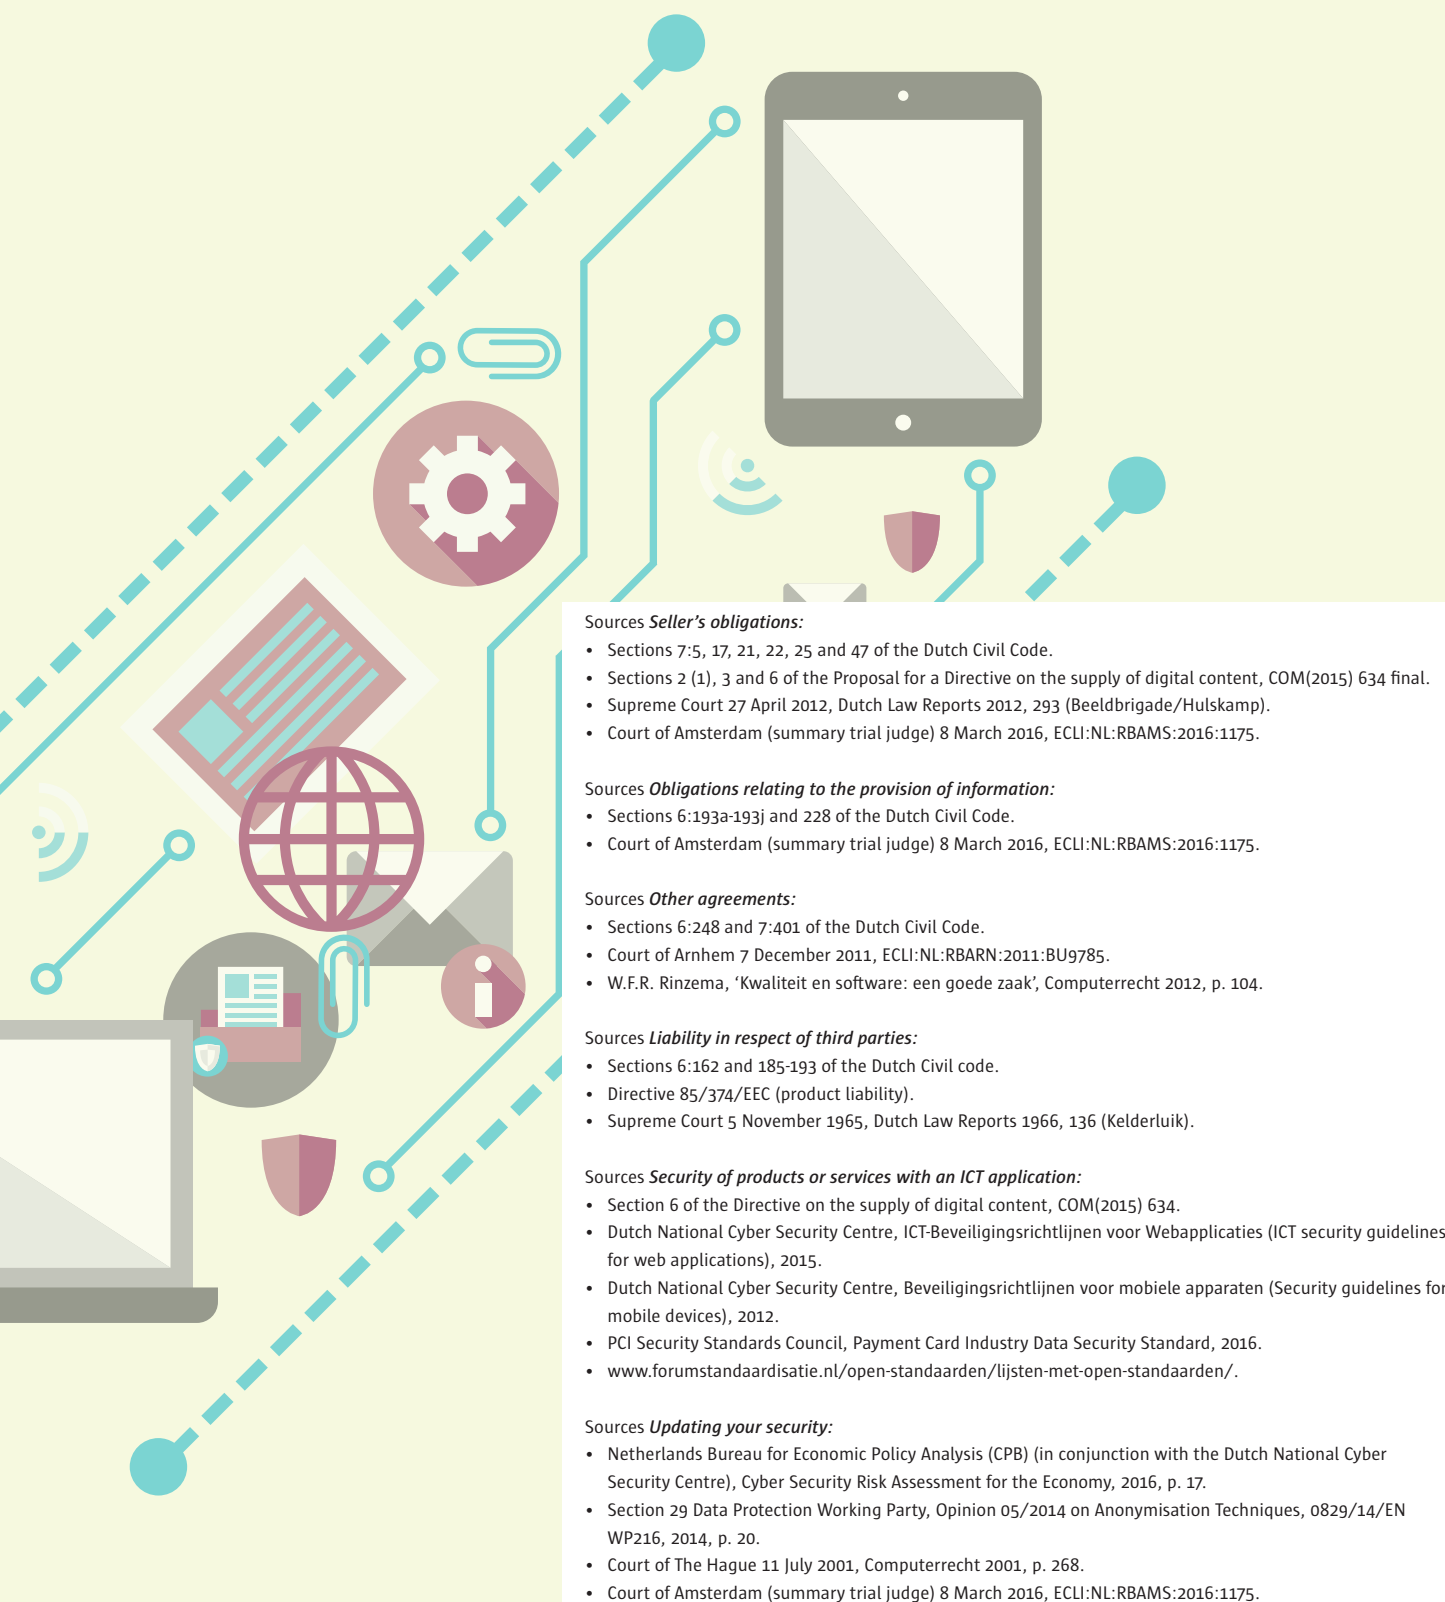 Sources Seller's obligations:
• Sections 7:5, 17, 21, 22, 25 and 47 of the Dutch Civil Code.
• Sections 2 (1), 3 and 6 of the Proposal for a Directive on the supply of digital content, COM(2015) 634 final.
• Supreme Court 27 April 2012, Dutch Law Reports 2012, 293 (Beeldbrigade/Hulskamp).
• Court of Amsterdam (summary trial judge) 8 March 2016, ECLI:NL:RBAMS:2016:1175.
Sources Obligations relating to the provision of information:
• Sections 6:193a-193j and 228 of the Dutch Civil Code.
• Court of Amsterdam (summary trial judge) 8 March 2016, ECLI:NL:RBAMS:2016:1175.
Sources Other agreements:
• Sections 6:248 and 7:401 of the Dutch Civil Code.
• Court of Arnhem 7 December 2011, ECLI:NL:RBARN:2011:BU9785.
• W.F.R. Rinzema, ‘Kwaliteit en software: een goede zaak’, Computerrecht 2012, p. 104.
Sources Liability in respect of third parties:
• Sections 6:162 and 185-193 of the Dutch Civil code.
• Directive 85/374/EEC (product liability).
• Supreme Court 5 November 1965, Dutch Law Reports 1966, 136 (Kelderluik).
Sources Security of products or services with an ICT application:
• Section 6 of the Directive on the supply of digital content, COM(2015) 634.
• Dutch National Cyber Security Centre, ICT-Beveiligingsrichtlijnen voor Webapplicaties (ICT security guidelines
for web applications), 2015.
• Dutch National Cyber Security Centre, Beveiligingsrichtlijnen voor mobiele apparaten (Security guidelines for
mobile devices), 2012.
• PCI Security Standards Council, Payment Card Industry Data Security Standard, 2016.
• www.forumstandaardisatie.nl/open-standaarden/lijsten-met-open-standaarden/.
Sources Updating your security:
• Netherlands Bureau for Economic Policy Analysis (CPB) (in conjunction with the Dutch National Cyber
Security Centre), Cyber Security Risk Assessment for the Economy, 2016, p. 17.
• Section 29 Data Protection Working Party, Opinion 05/2014 on Anonymisation Techniques, 0829/14/EN
WP216, 2014, p. 20.
• Court of The Hague 11 July 2001, Computerrecht 2001, p. 268.
• Court of Amsterdam (summary trial judge) 8 March 2016, ECLI:NL:RBAMS:2016:1175.